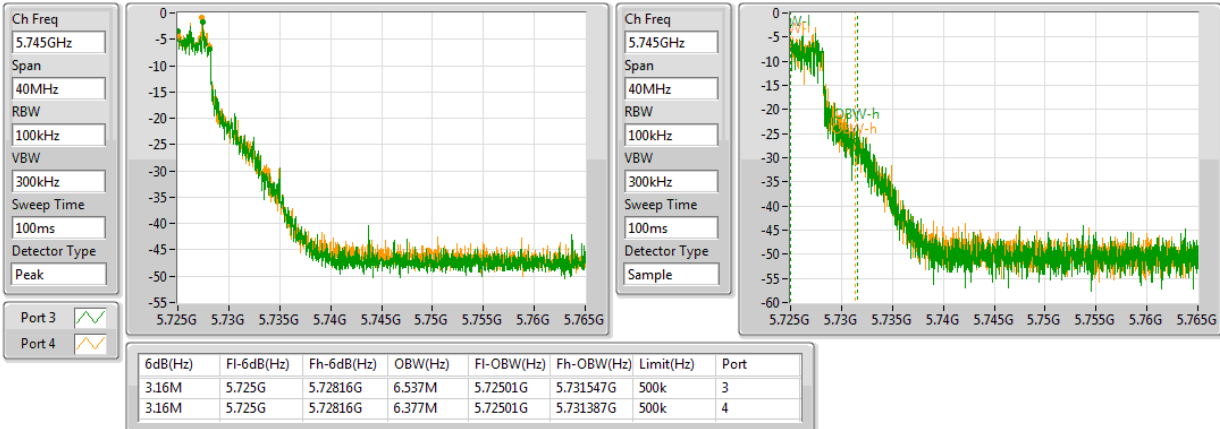 Ch Freq
5.745GHz
Span
40MHz
RBW
100kHz
VBW
300kHz
Sweep Time
100ms
Detector Type
Peak
Port 3
Port 4
0
-5
-10
-15
-20
-25
-30
-35
-40
-45
-50
-55
5.725G 5.73G 5.735G 5.74G 5.745G 5.75G 5.755G 5.76G 5.765G
Ch Freq
5.745GHz
Span
40MHz
RBW
100kHz
VBW
300kHz
Sweep Time
100ms
Detector Type
Sample
0
-5
-10
-15
-20
-25
-30
-35
-40
-45
-50
-55
-60
W-l
W-l
OBW-h
OBW-h
5.725G 5.73G 5.735G 5.74G 5.745G 5.75G 5.755G 5.76G 5.765G
6dB(Hz) Fl-6dB(Hz) Fh-6dB(Hz) OBW(Hz) Fl-OBW(Hz) Fh-OBW(Hz) Limit(Hz) Port
3.16M 5.725G 5.72816G 6.537M 5.72501G 5.731547G 500k 3
3.16M 5.725G 5.72816G 6.377M 5.72501G 5.731387G 500k 4